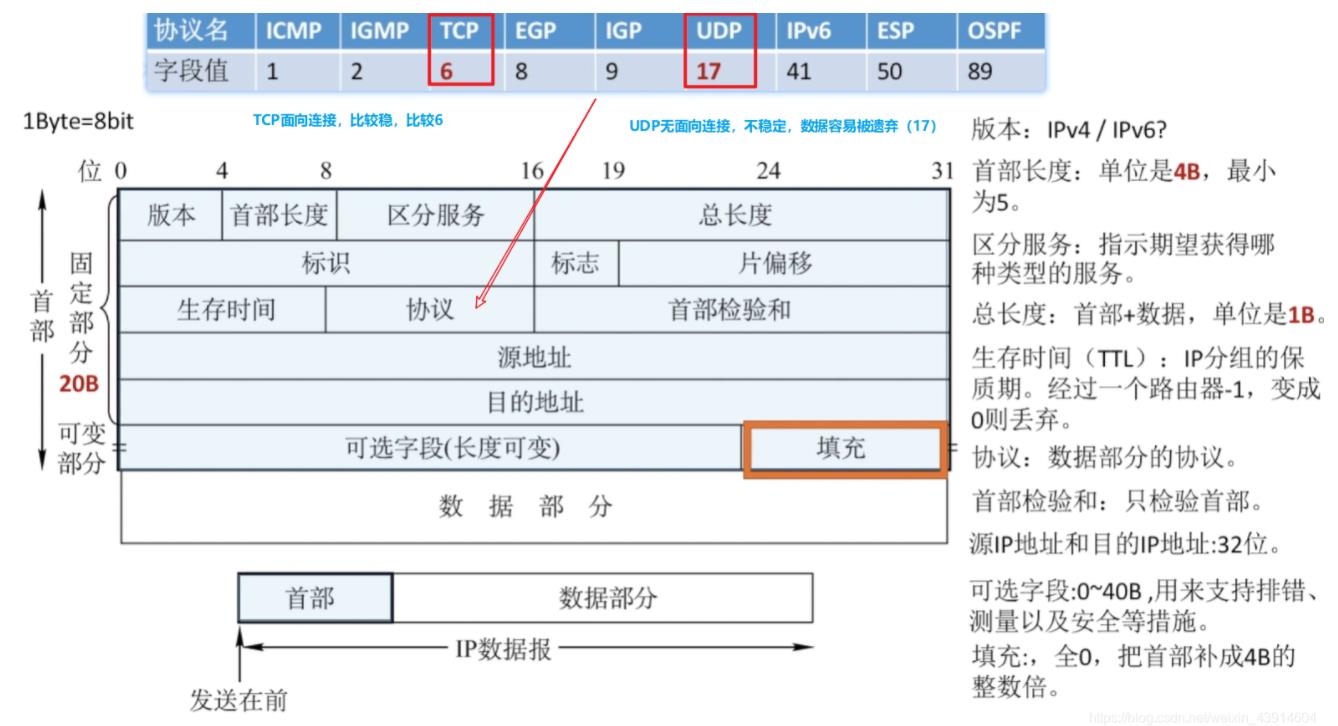 协议名 ICMP IGMP TCP EGP IGP UDP IPv6 ESP OSPF
字段值 1 2 6 8 9 17 41 50 89
1Byte=8bit
TCP面向连接，比较稳，比较6
UDP无面向连接，不稳定，数据容易被遗弃（17）
位 0 4 8 16 19 24 31
版本 首部长度 区分服务 总长度
标识 标志 片偏移
生存时间 协议 首部检验和
源地址
目的地址
可选字段(长度可变) 填充
数 据 部 分
首部
固定部分
20B
可变
部分
首部 数据部分
IP数据报
发送在前
版本：IPv4 / IPv6?
首部长度：单位是4B，最小
为5。
区分服务：指示期望获得哪
种类型的服务。
总长度：首部+数据，单位是1B。
生存时间（TTL）：IP分组的保
质期。经过一个路由器-1，变成
0则丢弃。
协议：数据部分的协议。
首部检验和：只检验首部。
源IP地址和目的IP地址:32位。
可选字段:0~40B ,用来支持排错、
测量以及安全等措施。
填充:，全0，把首部补成4B的
整数倍。
https://blog.csdn.net/weixin_43914604